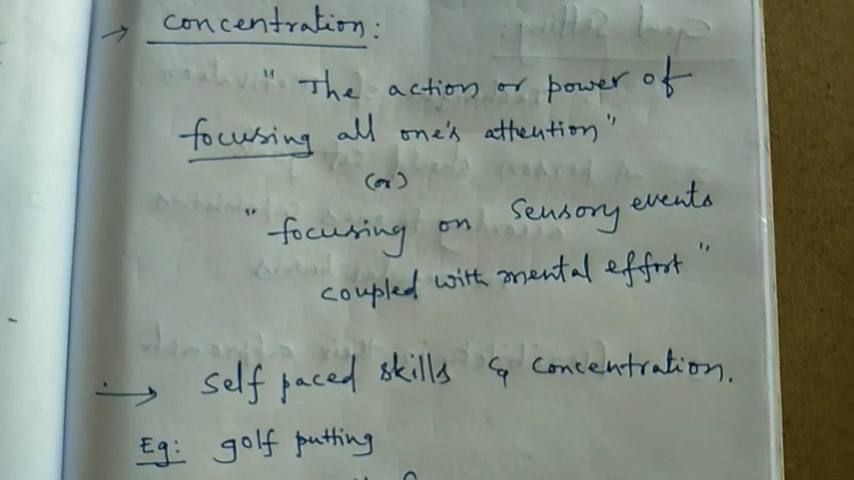 → concentration:
" The action or power of
focusing all one's attention"
(or)
" focusing on sensory events
coupled with mental effort "
→ Self paced skills & concentration.
Eg: golf putting